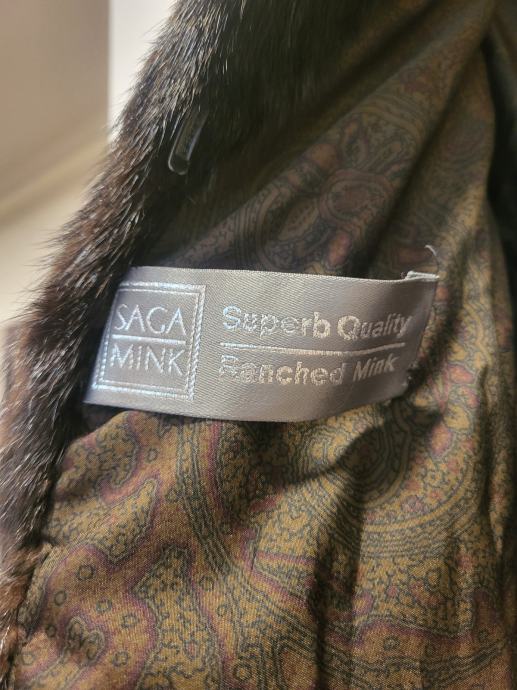 SAGA
MINK
Superb Quality
Ranched Mink